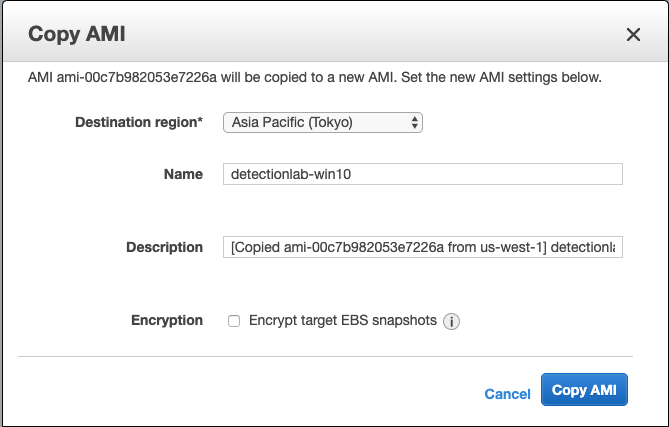 Copy AMI
AMI ami-00c7b982053e7226a will be copied to a new AMI. Set the new AMI settings below.
Destination region* Asia Pacific (Tokyo)
Name detectionlab-win10
Description [Copied ami-00c7b982053e7226a from us-west-1] detectionla
Encryption Encrypt target EBS snapshots i
Cancel Copy AMI